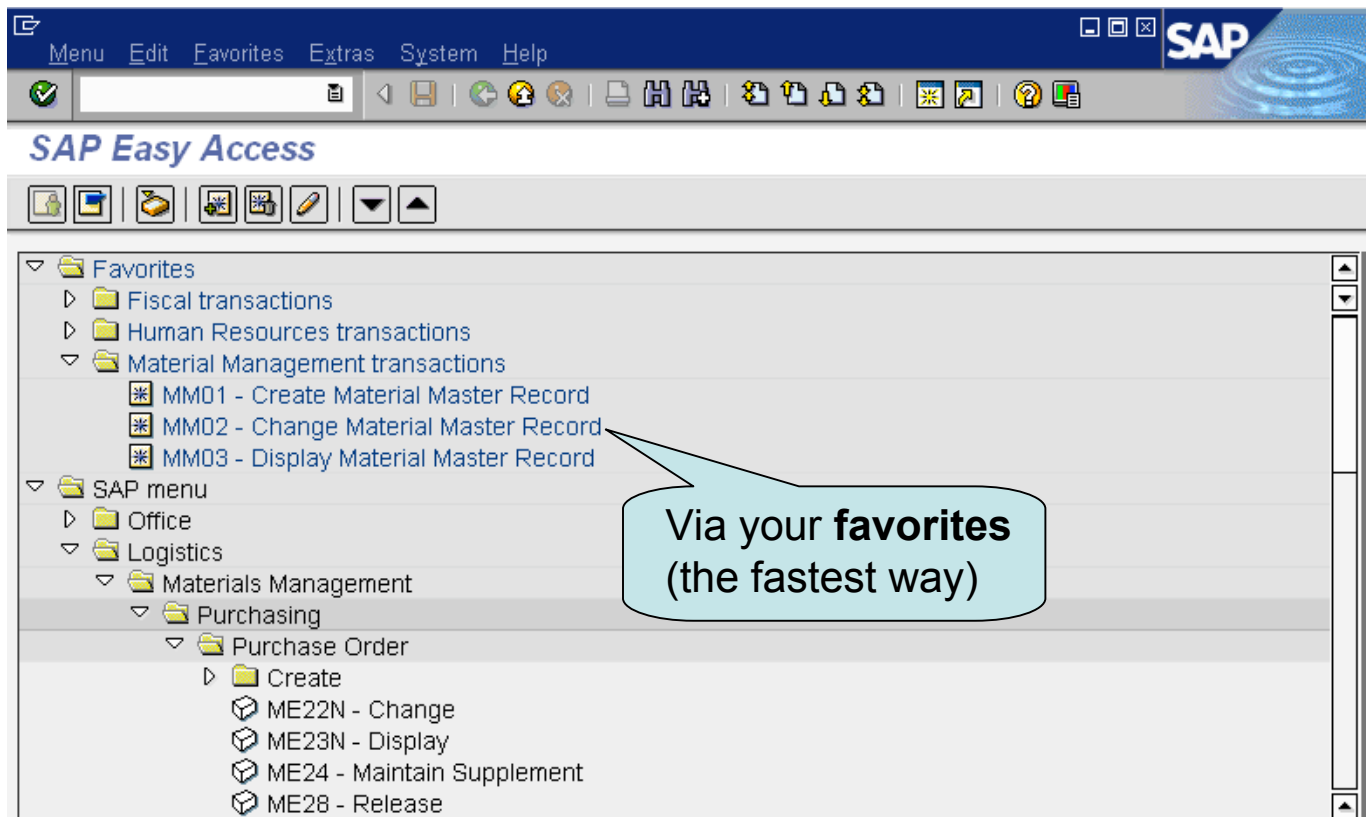 Menu Edit Favorites Extras System Help
SAP
SAP Easy Access
Favorites
Fiscal transactions
Human Resources transactions
Material Management transactions
MM01 - Create Material Master Record
MM02 - Change Material Master Record
MM03 - Display Material Master Record
SAP menu
Office
Logistics
Materials Management
Purchasing
Purchase Order
Create
ME22N - Change
ME23N - Display
ME24 - Maintain Supplement
ME28 - Release
Via your favorites
(the fastest way)